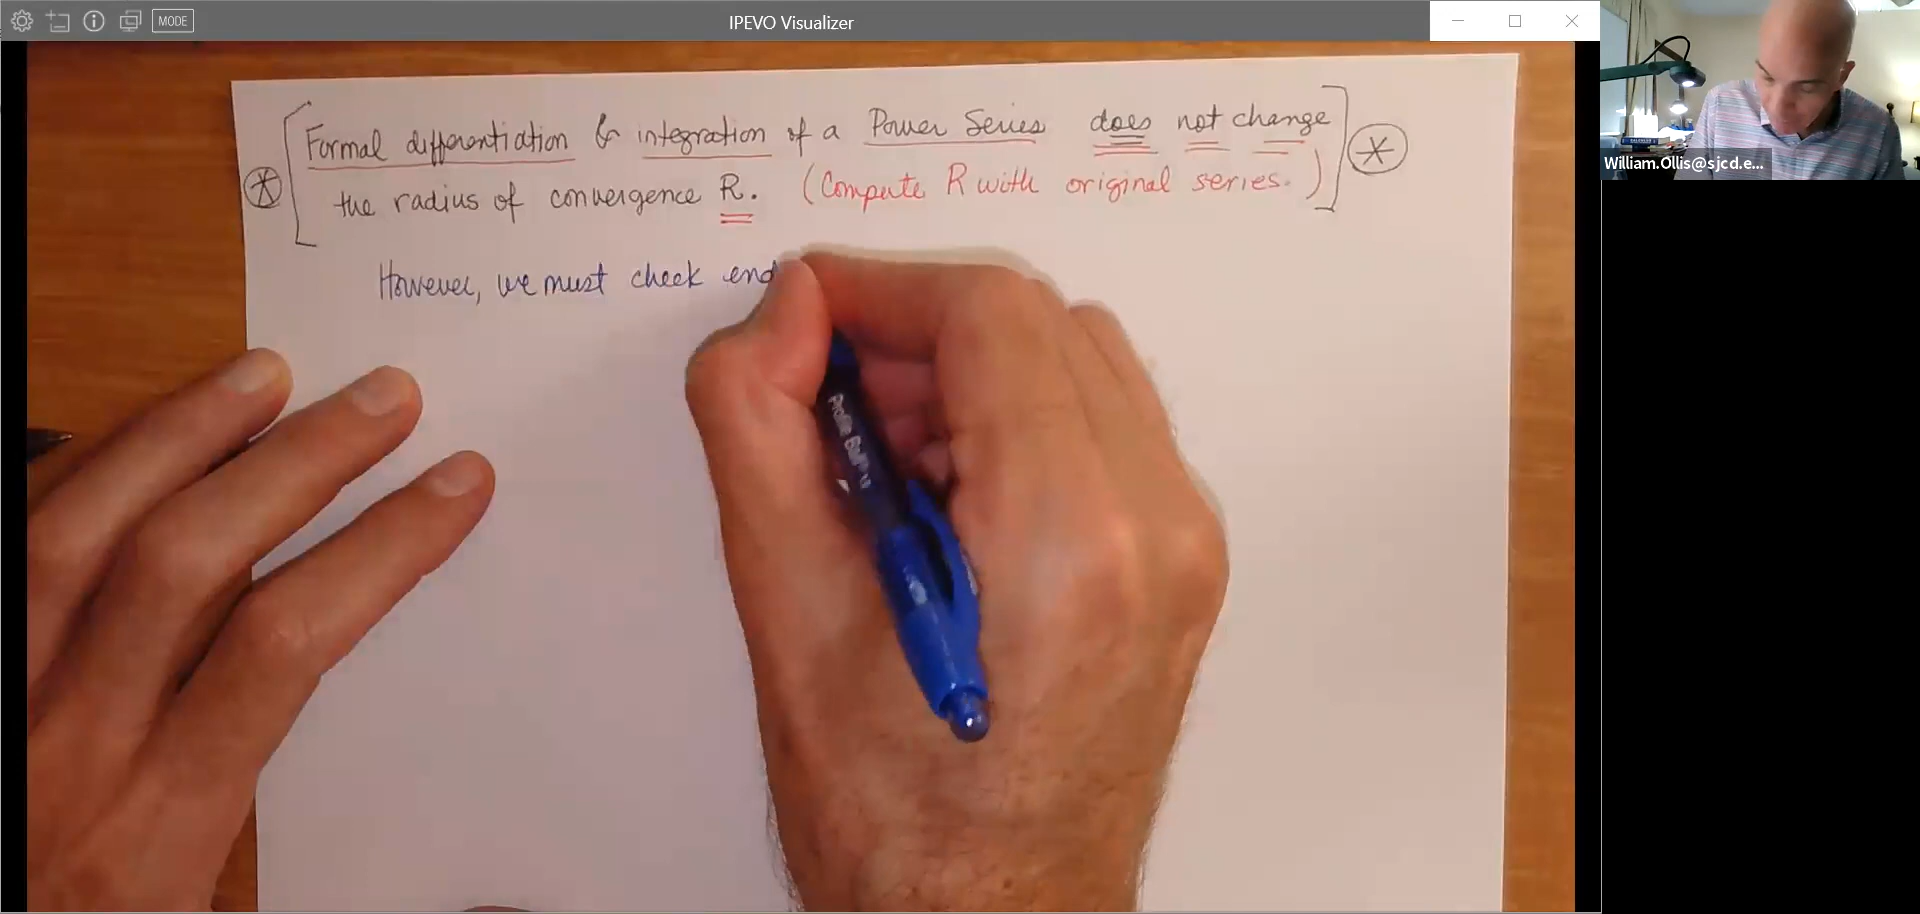 MODE
IPEVO Visualizer
Formal differentiation & integration of a Power Series does not change
the radius of convergence R. (Compute R with original series.)
However, we must check end
William.Ollis@sjcd.e...
Profile